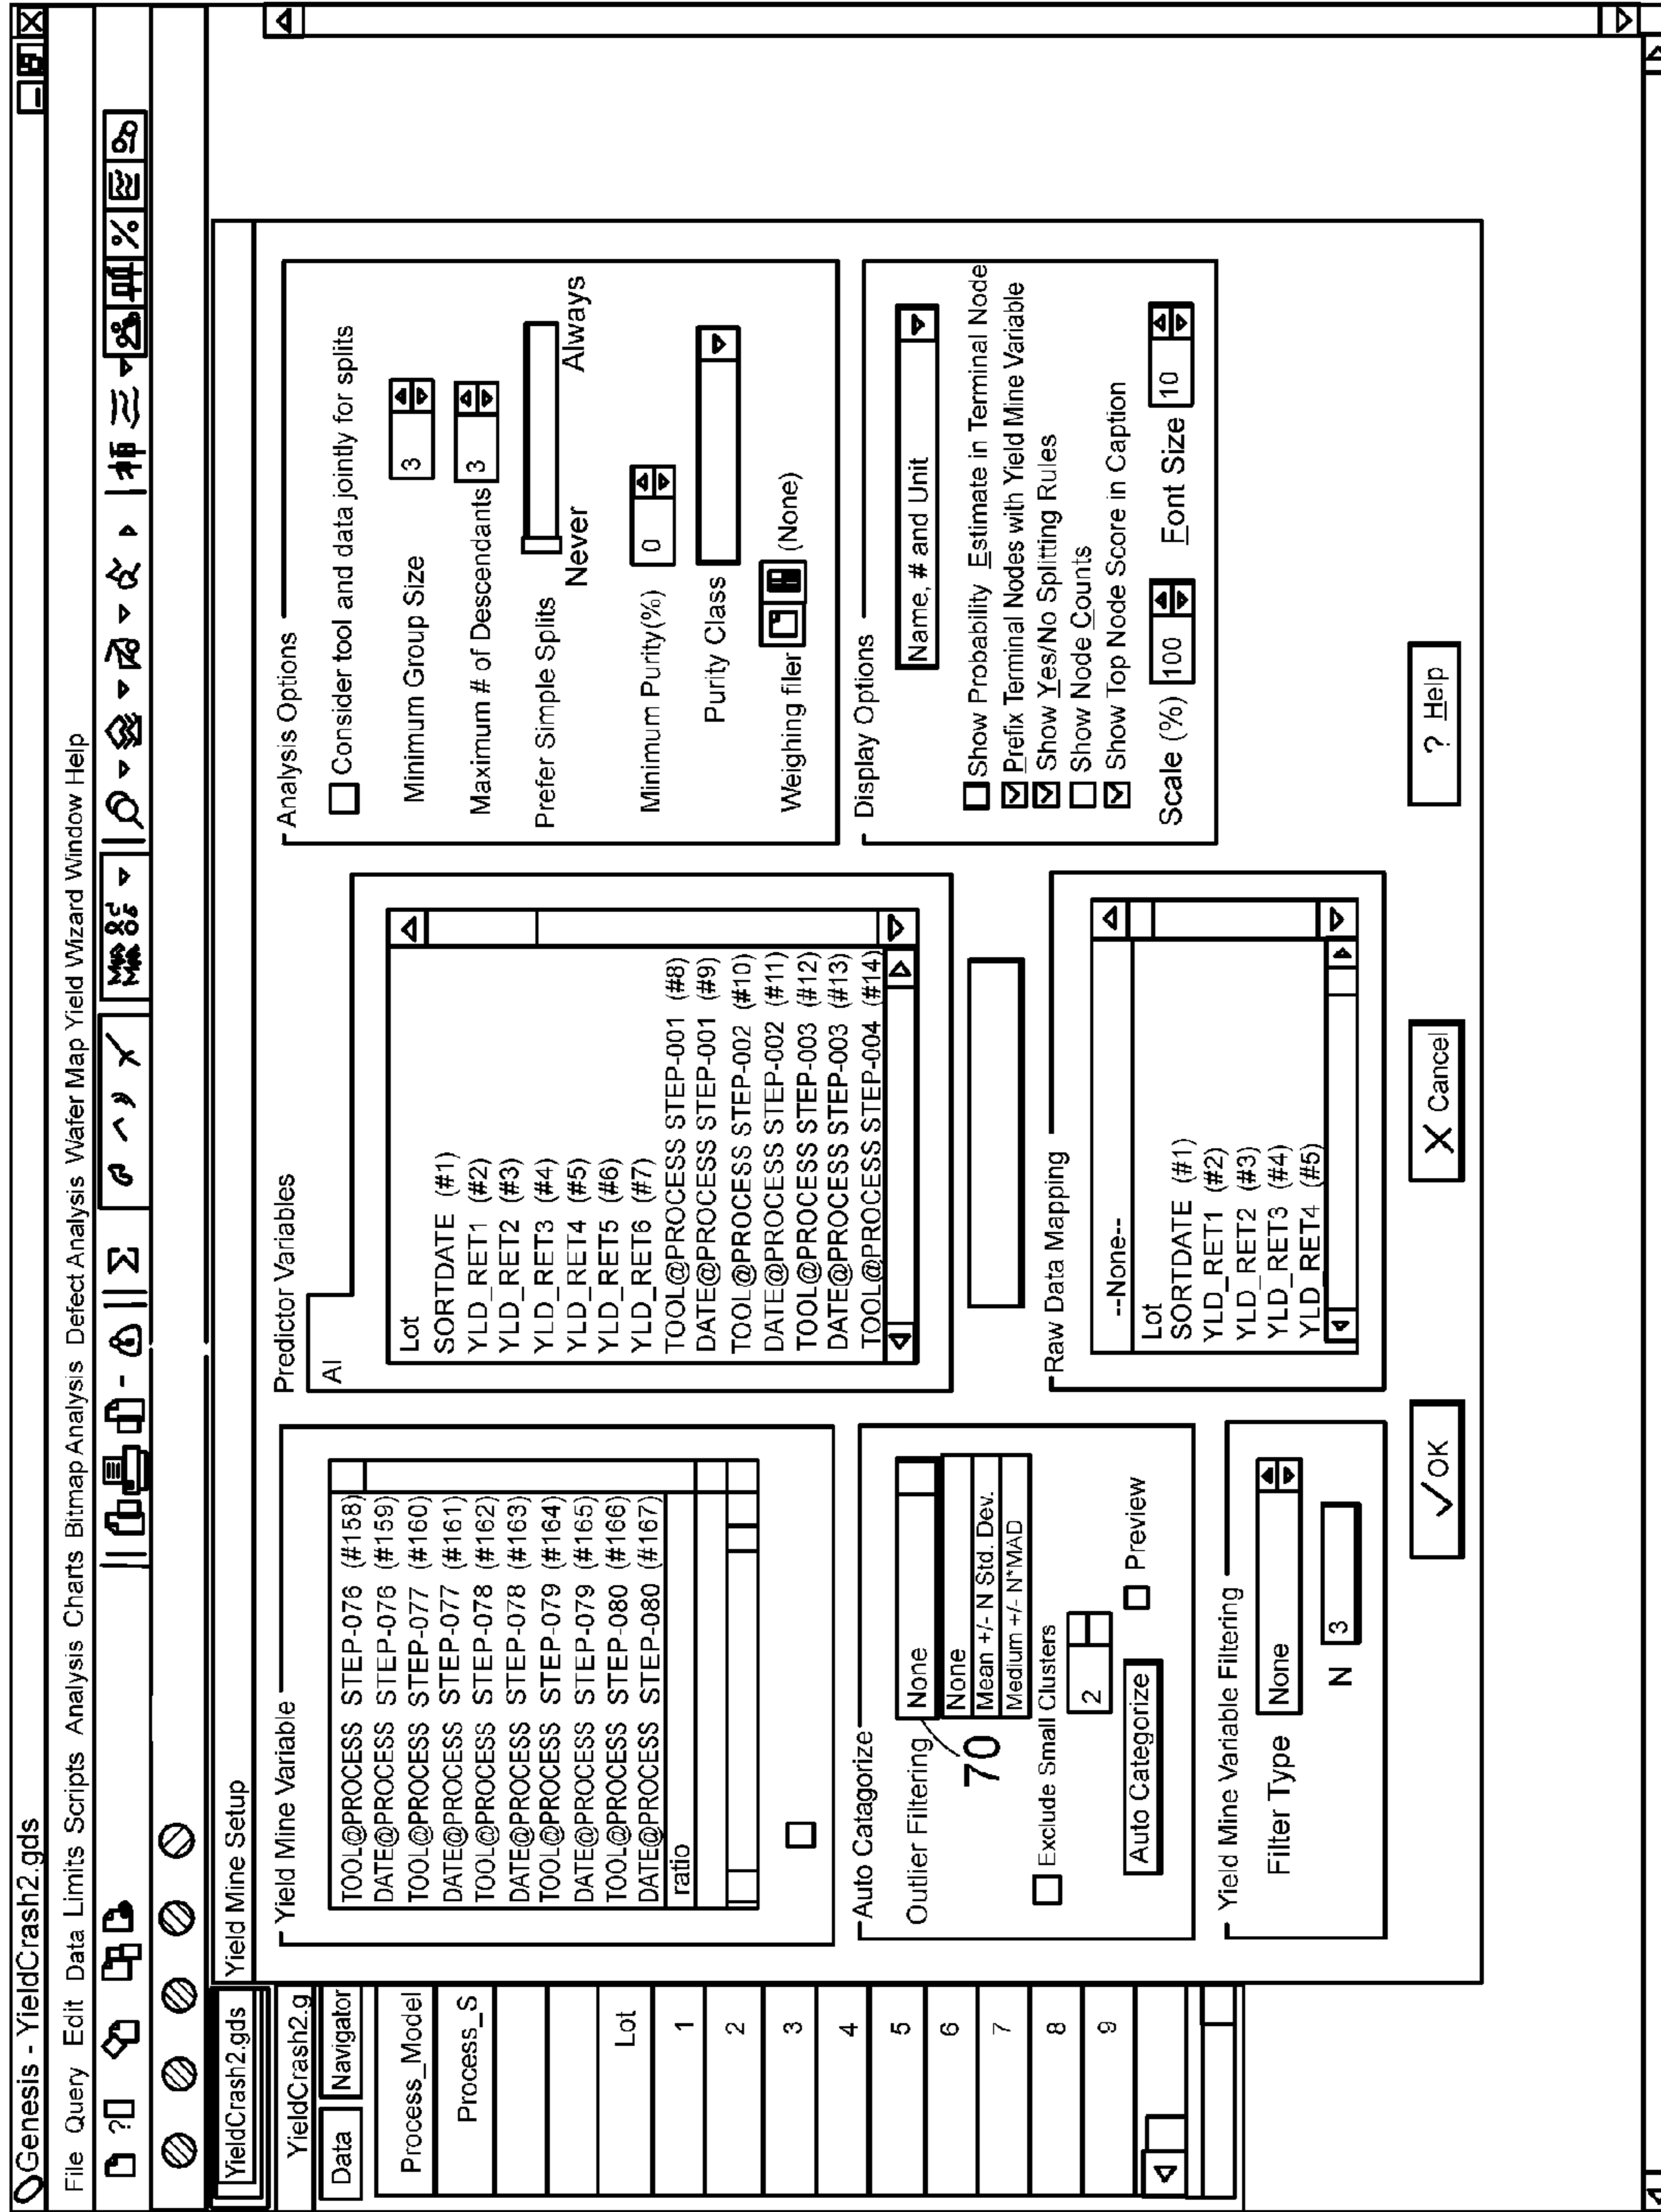 Genesis - YieldCrash2.gds
File Query Edit Data Limits Scripts Analysis Charts Bitmap Analysis Defect Analysis Wafer Map Yield Wizard Window Help
YieldCrash2.gds
YieldCrash2.g
Data Navigator
Process_Model
Process_S
Lot
1
2
3
4
5
6
7
8
9
Yield Mine Setup
Yield Mine Variable
TOOL@PROCESS STEP-076 (#158)
DATE@PROCESS STEP-076 (#159)
TOOL@PROCESS STEP-077 (#160)
DATE@PROCESS STEP-077 (#161)
TOOL@PROCESS STEP-078 (#162)
DATE@PROCESS STEP-078 (#163)
TOOL@PROCESS STEP-079 (#164)
DATE@PROCESS STEP-079 (#165)
TOOL@PROCESS STEP-080 (#166)
DATE@PROCESS STEP-080 (#167)
ratio
Auto Catagorize
Outlier Filtering None
70
None
Mean +/- N Std. Dev.
Medium +/- N*MAD
Exclude Small Clusters
2
Auto Categorize Preview
Yield Mine Variable Filtering
Filter Type None
N 3
Predictor Variables
AI
Lot
SORTDATE (#1)
YLD_RET1 (#2)
YLD_RET2 (#3)
YLD_RET3 (#4)
YLD_RET4 (#5)
YLD_RET5 (#6)
YLD_RET6 (#7)
TOOL@PROCESS STEP-001 (#8)
DATE@PROCESS STEP-001 (#9)
TOOL@PROCESS STEP-002 (#10)
DATE@PROCESS STEP-002 (#11)
TOOL@PROCESS STEP-003 (#12)
DATE@PROCESS STEP-003 (#13)
TOOL@PROCESS STEP-004 (#14)
Raw Data Mapping
--None--
Lot
SORTDATE (#1)
YLD_RET1 (#2)
YLD_RET2 (#3)
YLD_RET3 (#4)
YLD_RET4 (#5)
Analysis Options
Consider tool and data jointly for splits
Minimum Group Size 3
Maximum # of Descendants 3
Prefer Simple Splits
Never Always
Minimum Purity(%) 0
Purity Class
Weighing filer (None)
Display Options
Name, # and Unit
Show Probability Estimate in Terminal Node
Prefix Terminal Nodes with Yield Mine Variable
Show Yes/No Splitting Rules
Show Node Counts
Show Top Node Score in Caption
Scale (%) 100 Font Size 10
✓OK
X Cancel
? Help